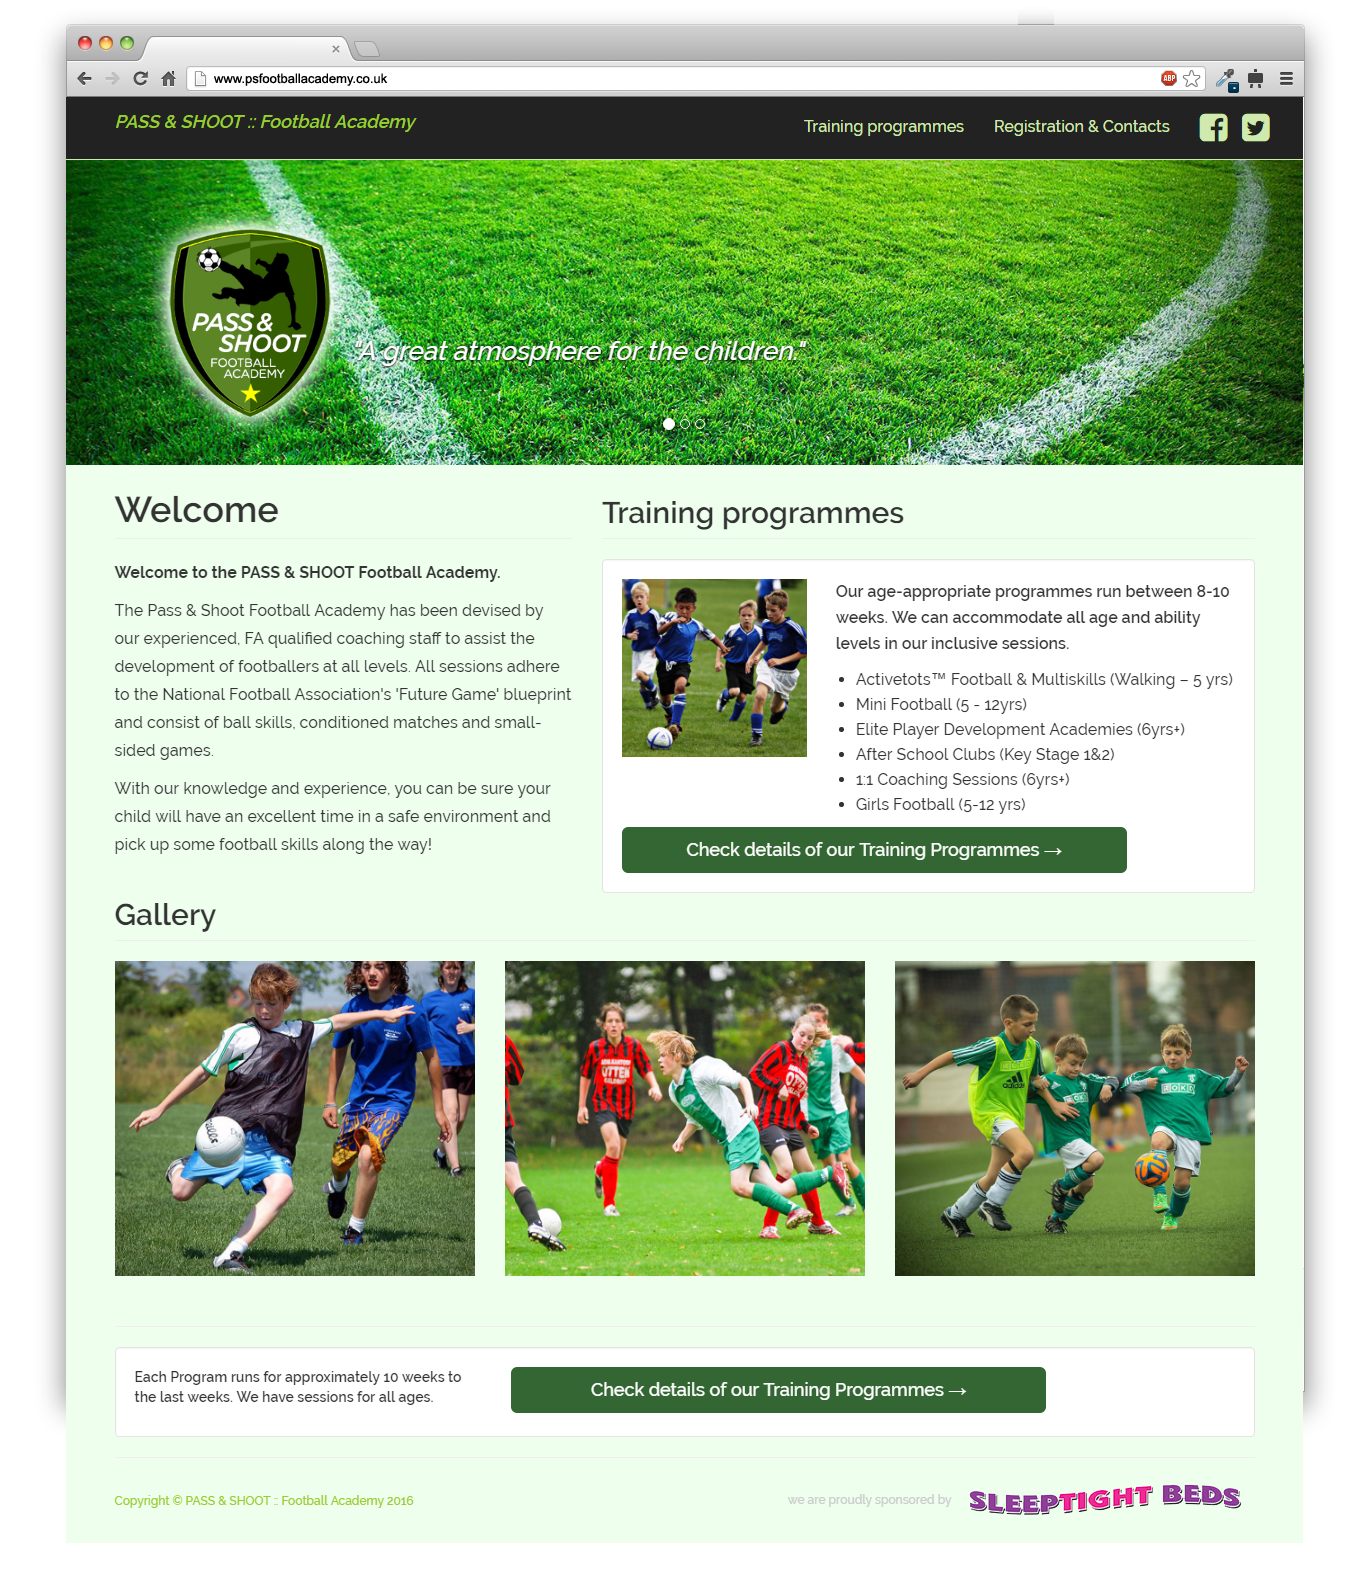 www.psfootballacademy.co.uk
ABP
PASS & SHOOT :: Football Academy
Training programmes
Registration & Contacts
PASS &
SHOOT
FOOTBALL
ACADEMY
"A great atmosphere for the children."
Welcome
Welcome to the PASS & SHOOT Football Academy.
The Pass & Shoot Football Academy has been devised by
our experienced, FA qualified coaching staff to assist the
development of footballers at all levels. All sessions adhere
to the National Football Association's 'Future Game' blueprint
and consist of ball skills, conditioned matches and small-
sided games.
With our knowledge and experience, you can be sure your
child will have an excellent time in a safe environment and
pick up some football skills along the way!
Training programmes
Our age-appropriate programmes run between 8-10
weeks. We can accommodate all age and ability
levels in our inclusive sessions.
• Activetots™ Football & Multiskills (Walking – 5 yrs)
• Mini Football (5 - 12yrs)
• Elite Player Development Academies (6yrs+)
• After School Clubs (Key Stage 1&2)
• 1:1 Coaching Sessions (6yrs+)
• Girls Football (5-12 yrs)
Check details of our Training Programmes →
Gallery
OTTEN
OTTEN
adidas
Each Program runs for approximately 10 weeks to
the last weeks. We have sessions for all ages.
Check details of our Training Programmes →
Copyright © PASS & SHOOT :: Football Academy 2016
we are proudly sponsored by
SLEEPTIGHT BEDS